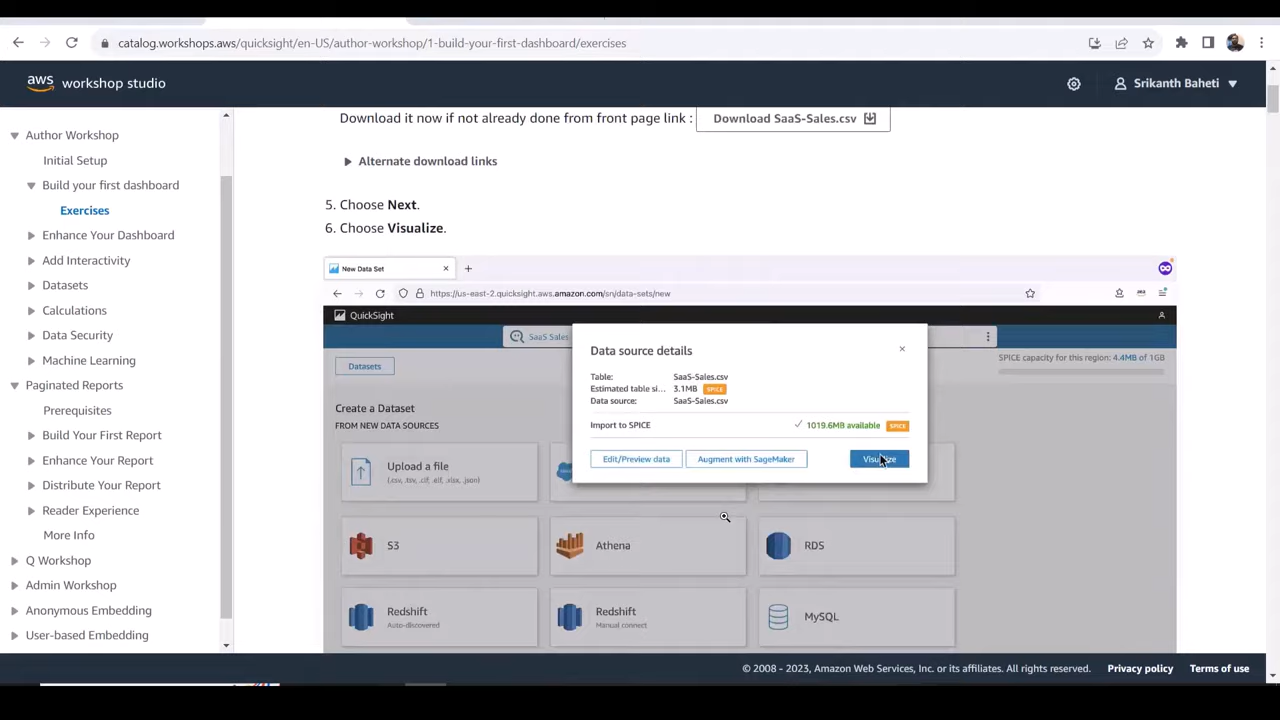 catalog.workshops.aws/quicksight/en-US/author-workshop/1-build-your-first-dashboard/exercises
aws workshop studio
Srikanth Baheti
Author Workshop
Initial Setup
Build your first dashboard
Exercises
Enhance Your Dashboard
Add Interactivity
Datasets
Calculations
Data Security
Machine Learning
Paginated Reports
Prerequisites
Build Your First Report
Enhance Your Report
Distribute Your Report
Reader Experience
More Info
Q Workshop
Admin Workshop
Anonymous Embedding
User-based Embedding
Download it now if not already done from front page link : Download SaaS-Sales.csv
Alternate download links
5. Choose Next.
6. Choose Visualize.
New Data Set
https://us-east-2.quicksight.aws.amazon.com/sn/data-sets/new
QuickSight
SaaS Sales
Datasets
SPICE capacity for this region: 4.4MB of 1GB
Create a Dataset
FROM NEW DATA SOURCES
Data source details
Table: SaaS-Sales.csv
Estimated table si... 3.1MB SPICE
Data source: SaaS-Sales.csv
Import to SPICE 1019.6MB available SPICE
Edit/Preview data Augment with SageMaker Visualize
Upload a file
(.csv, .tsv, .clf, .elf, .xlsx, .json)
S3 Athena RDS
Redshift
Auto-discovered
Redshift
Manual connect
MySQL
© 2008 - 2023, Amazon Web Services, Inc. or its affiliates. All rights reserved. Privacy policy Terms of use